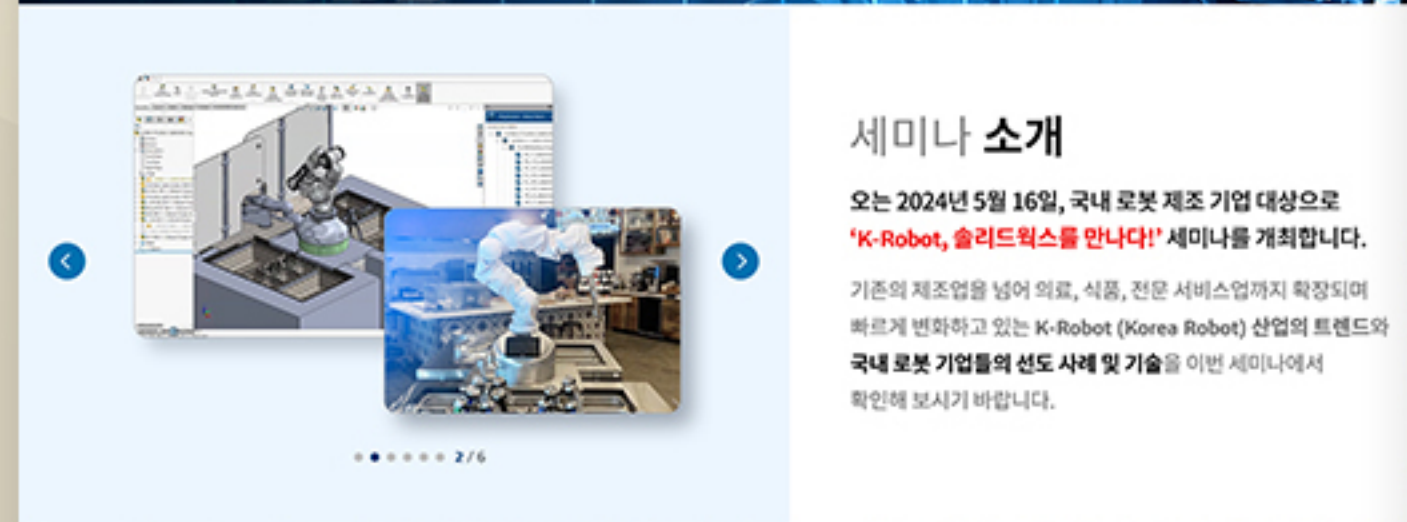 세미나 소개
오는 2024년 5월 16일, 국내 로봇 제조 기업 대상으로
‘K-Robot, 솔리드웍스를 만나다!’ 세미나를 개최합니다.
기존의 제조업을 넘어 의료, 식품, 전문 서비스업까지 확장되며
빠르게 변화하고 있는 K-Robot (Korea Robot) 산업의 트렌드와
국내 로봇 기업들의 선도 사례 및 기술을 이번 세미나에서
확인해 보시기 바랍니다.
2 / 6